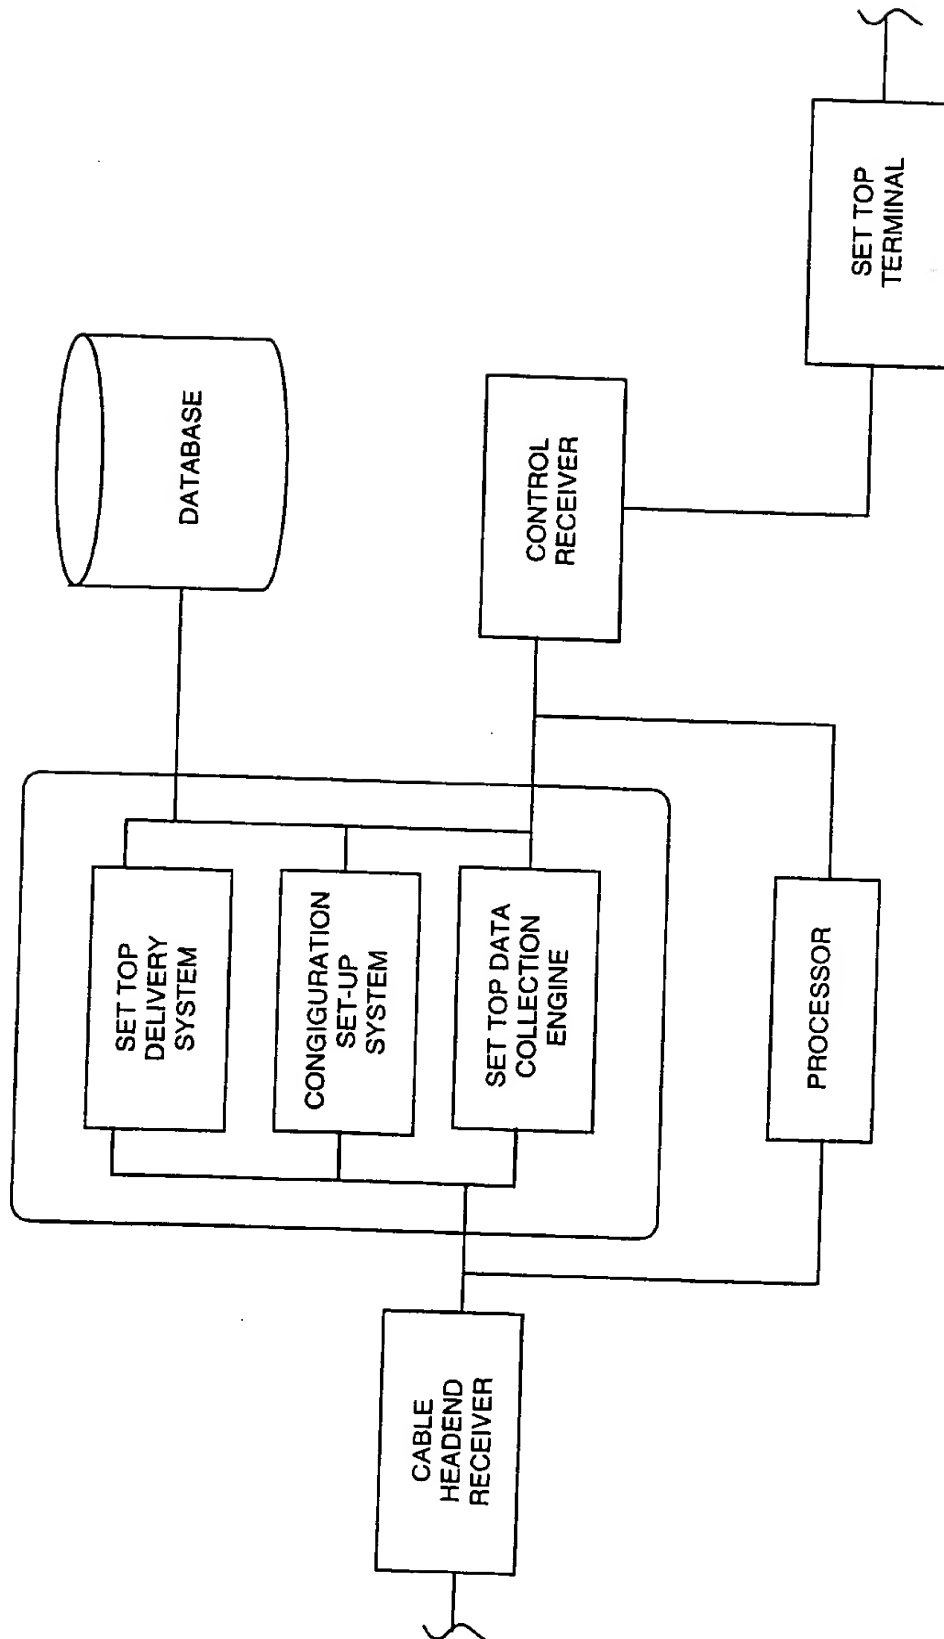 CABLE
HEADEND
RECEIVER
SET TOP
DELIVERY
SYSTEM
CONGIGURATION
SET-UP
SYSTEM
SET TOP DATA
COLLECTION
ENGINE
PROCESSOR
DATABASE
CONTROL
RECEIVER
SET TOP
TERMINAL